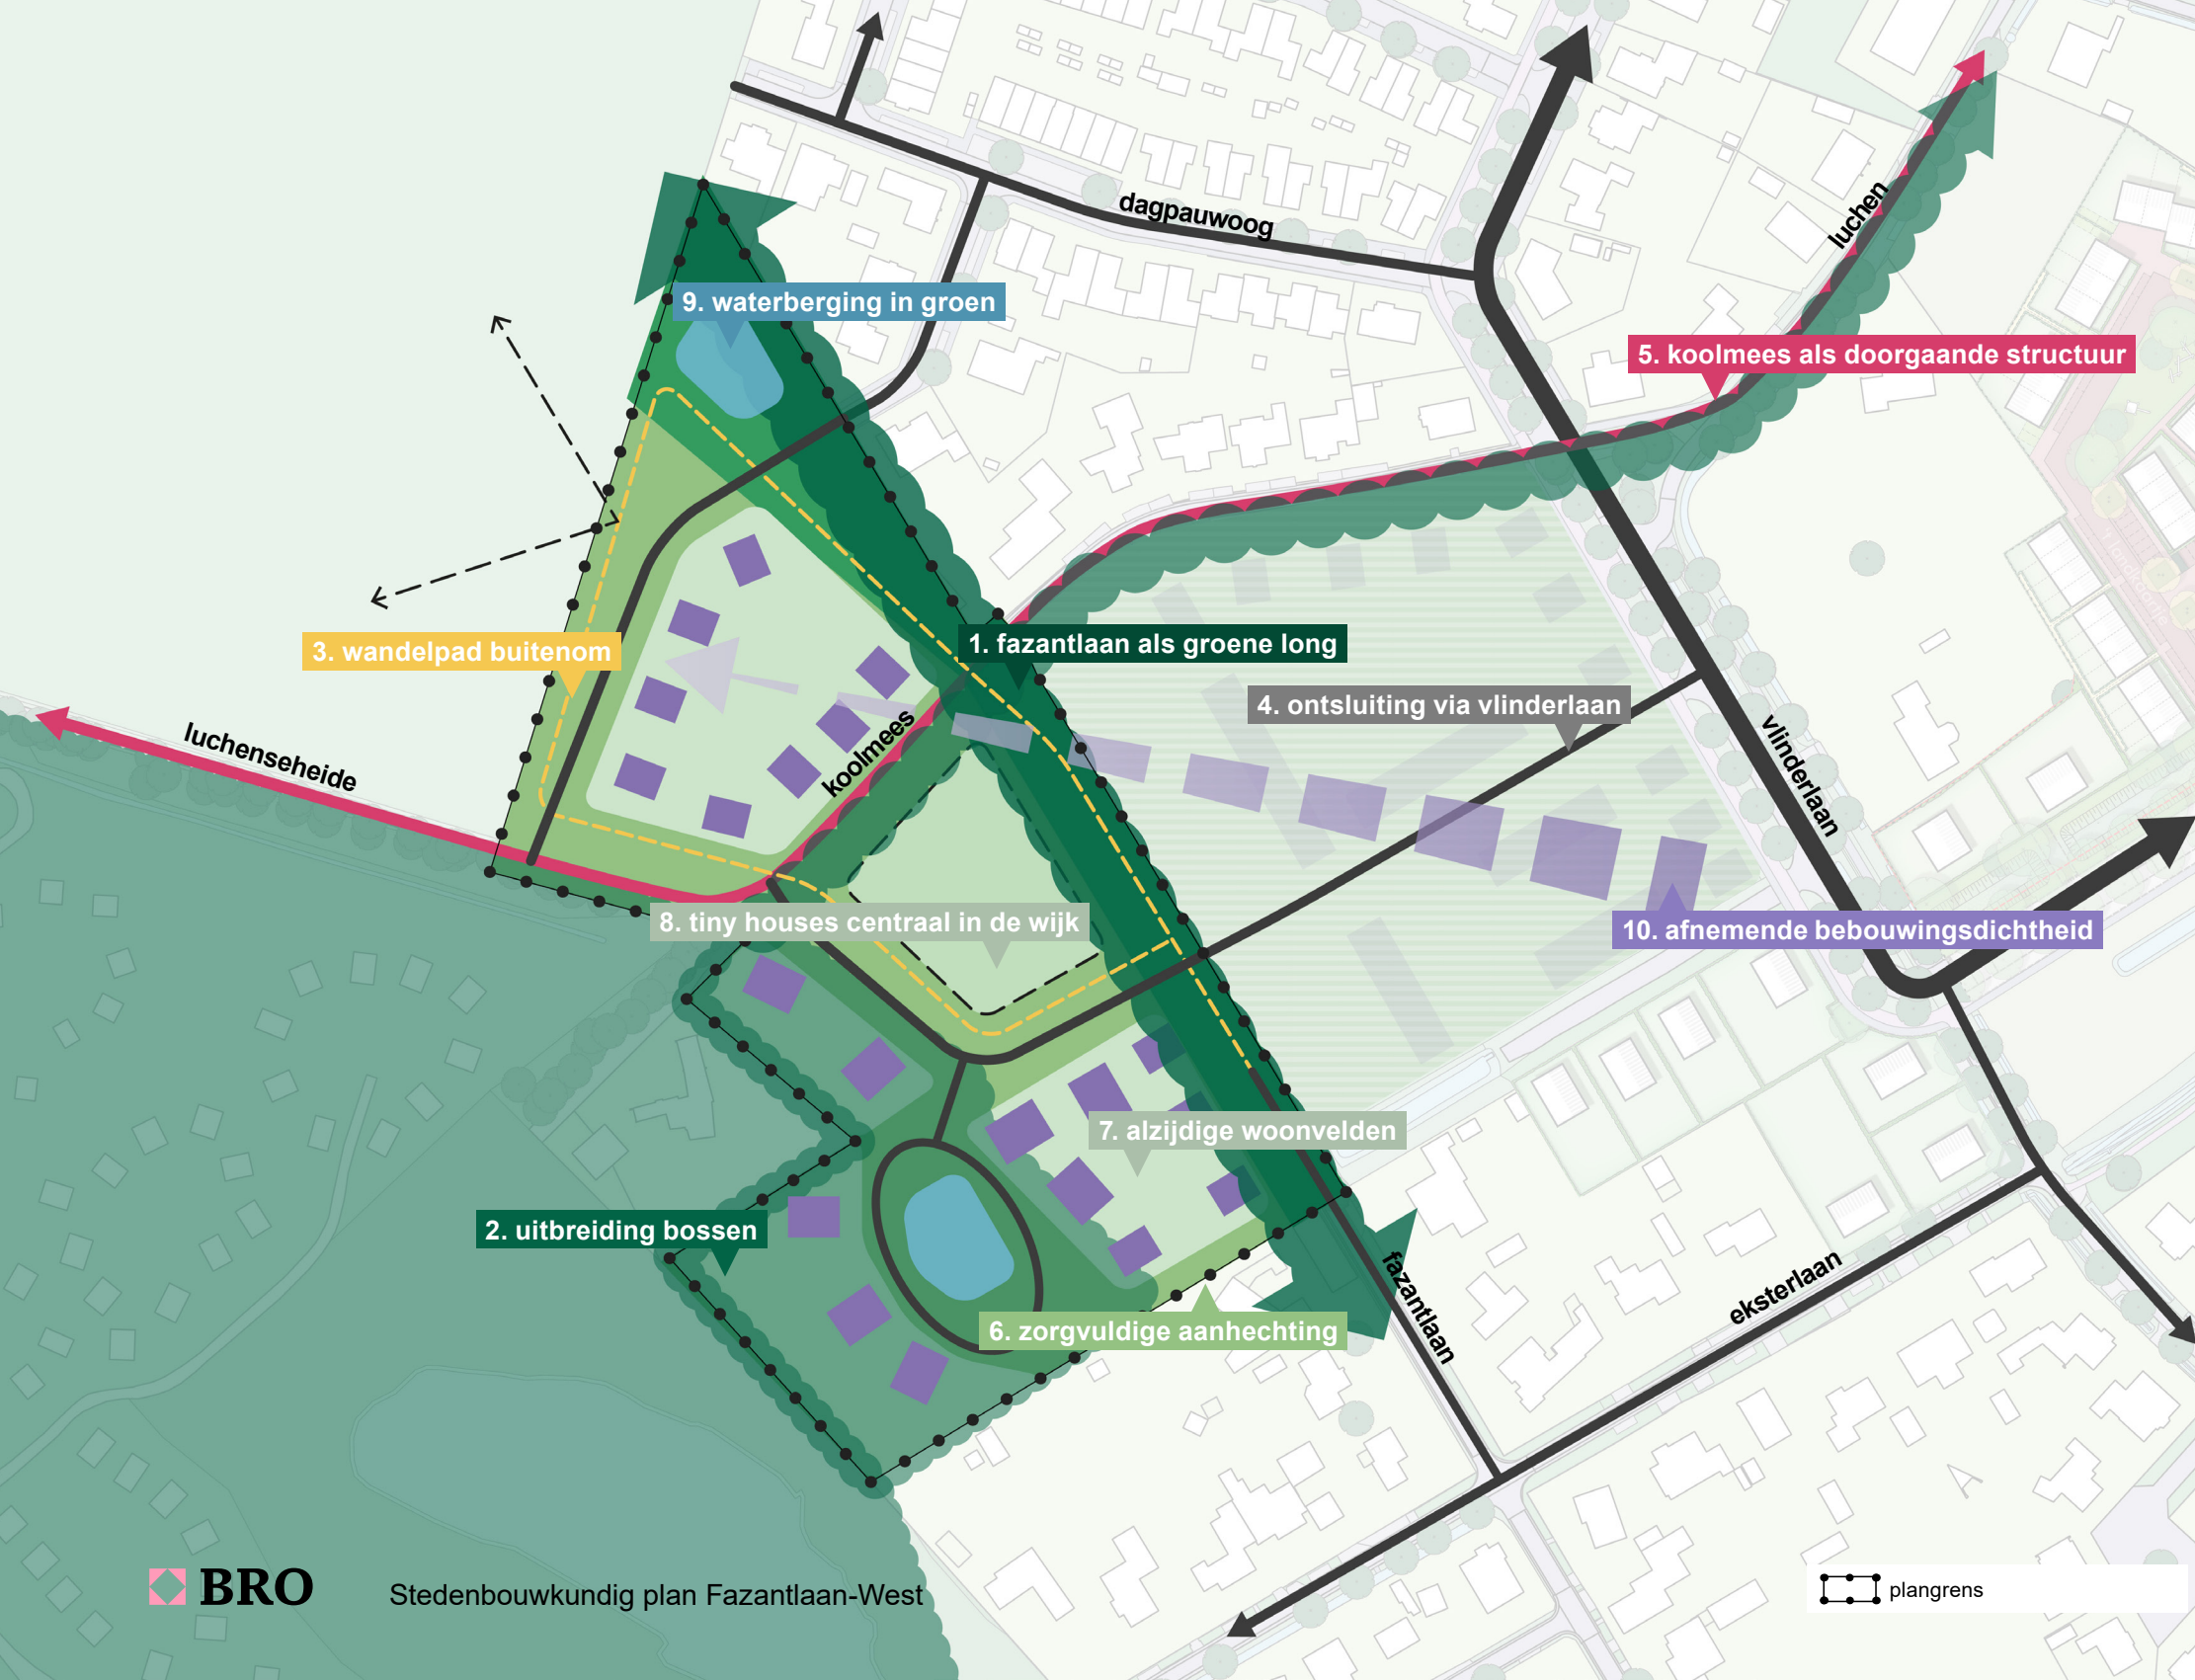 dagpauwoog
luchen
9. waterberging in groen
5. koolmees als doorgaande structuur
3. wandelpad buitenom
1. fazantlaan als groene long
4. ontsluiting via vlinderlaan
luchenseheide
koolmees
vlinderlaan
8. tiny houses centraal in de wijk
10. afnemende bebouwingsdichtheid
7. alzijdige woonvelden
2. uitbreiding bossen
6. zorgvuldige aanhechting
fazantlaan
eksterlaan
BRO
Stedenbouwkundig plan Fazantlaan-West
plangrens